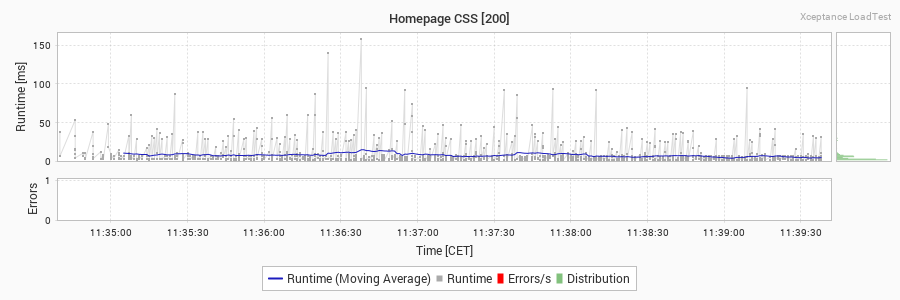 Homepage CSS [200]
Xceptance LoadTest
Runtime [ms]
150
100
50
0
Errors
1
0
11:35:00 11:35:30 11:36:00 11:36:30 11:37:00 11:37:30 11:38:00 11:38:30 11:39:00 11:39:30
Time [CET]
Runtime (Moving Average) Runtime Errors/s Distribution